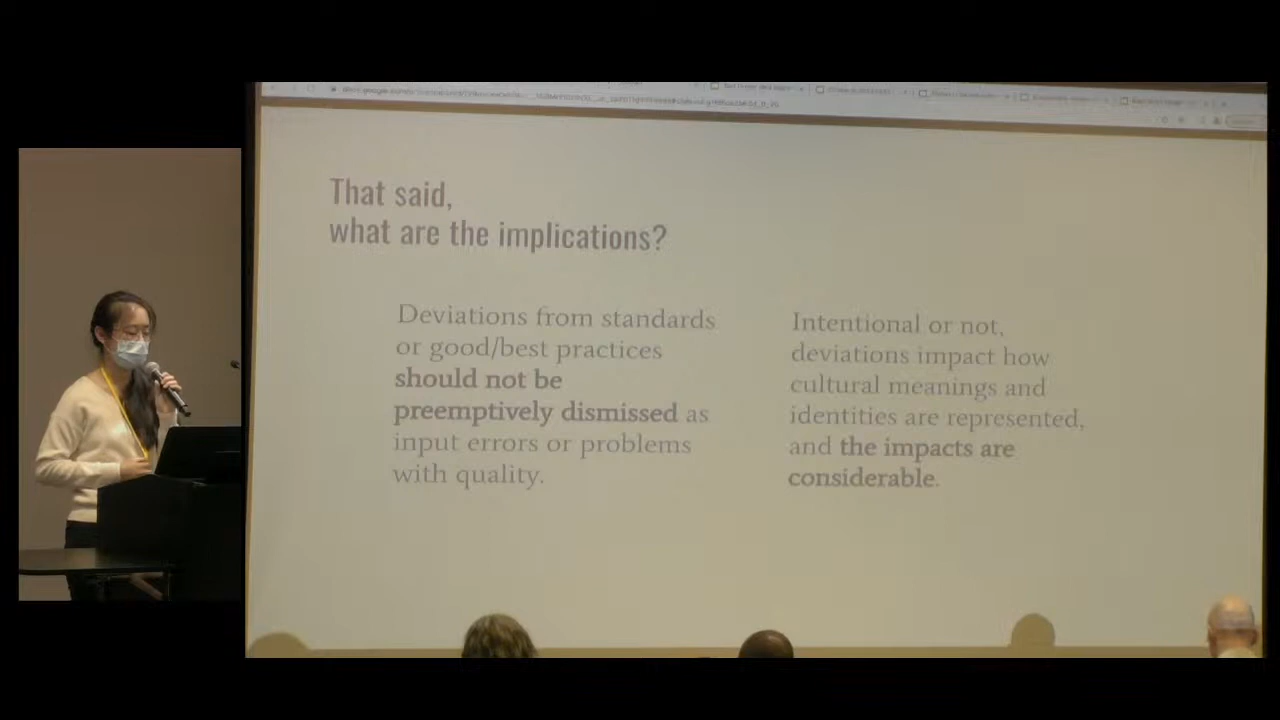 That said,
what are the implications?
Deviations from standards
or good/best practices
should not be
preemptively dismissed as
input errors or problems
with quality.
Intentional or not,
deviations impact how
cultural meanings and
identities are represented,
and the impacts are
considerable.